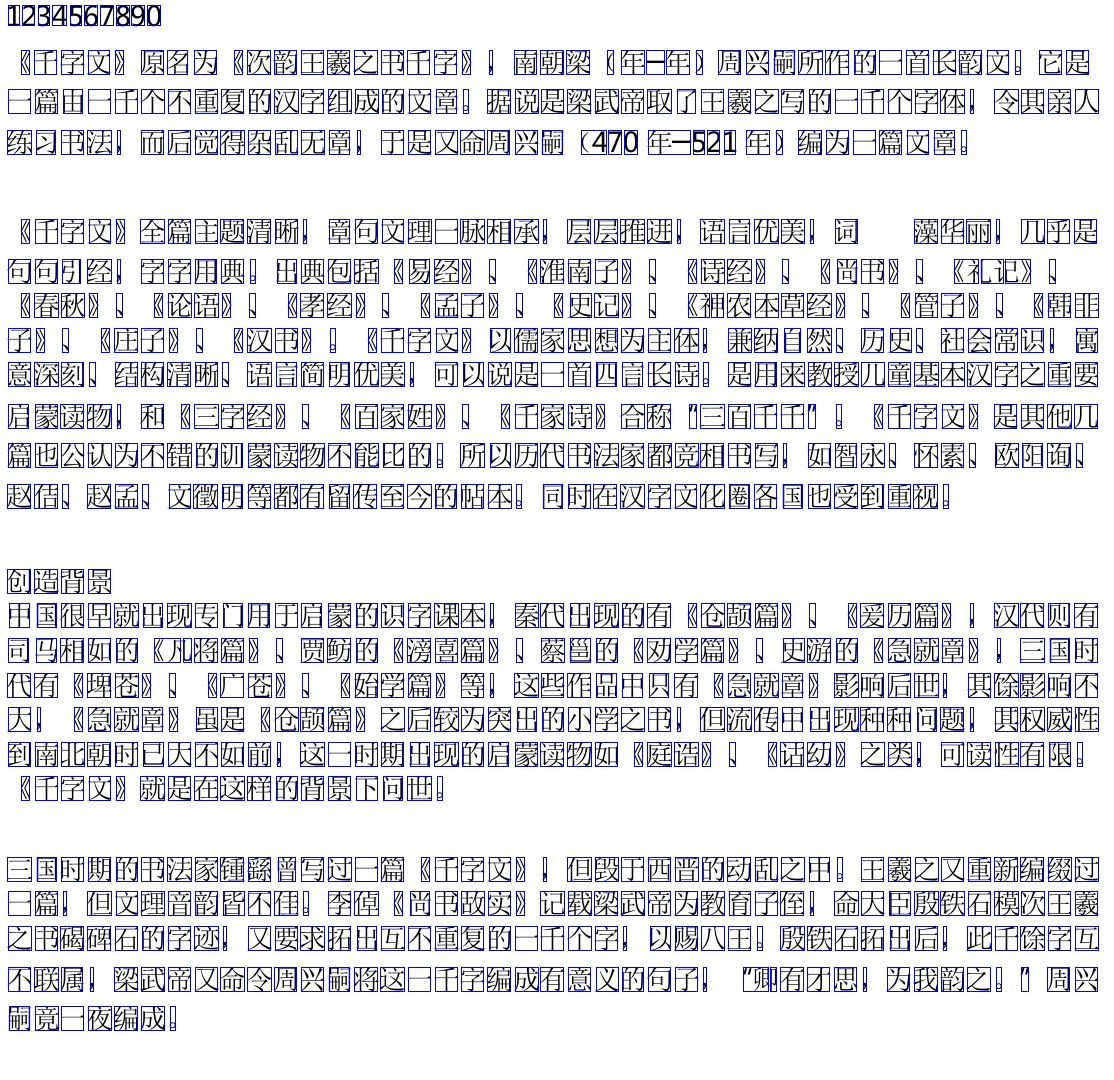 1234567890
《千字文》原名为《次韵王羲之书千字》，南朝梁（年—年）周兴嗣所作的一首长韵文。它是
一篇由一千个不重复的汉字组成的文章。据说是梁武帝取了王羲之写的一千个字体，令其亲人
练习书法，而后觉得杂乱无章，于是又命周兴嗣（470 年—521 年）编为一篇文章。
《千字文》全篇主题清晰，章句文理一脉相承，层层推进，语言优美，词 藻华丽，几乎是
句句引经，字字用典。出典包括《易经》、《淮南子》、《诗经》、《尚书》、《礼记》、
《春秋》、《论语》、《孝经》、《孟子》、《史记》、《神农本草经》、《管子》、《韩非
子》、《庄子》、《汉书》。《千字文》以儒家思想为主体，兼纳自然、历史、社会常识，寓
意深刻、结构清晰、语言简明优美，可以说是一首四言长诗。是用来教授儿童基本汉字之重要
启蒙读物，和《三字经》、《百家姓》、《千家诗》合称"三百千千"。《千字文》是其他几
篇也公认为不错的训蒙读物不能比的。所以历代书法家都竞相书写，如智永、怀素、欧阳询、
赵佶、赵孟、文徵明等都有留传至今的帖本。同时在汉字文化圈各国也受到重视。
创造背景
中国很早就出现专门用于启蒙的识字课本，秦代出现的有《仓颉篇》、《爰历篇》，汉代则有
司马相如的《凡将篇》、贾鲂的《滂喜篇》、蔡邕的《劝学篇》、史游的《急就章》，三国时
代有《埤苍》、《广苍》、《始学篇》等，这些作品中只有《急就章》影响后世，其馀影响不
大，《急就章》虽是《仓颉篇》之后较为突出的小学之书，但流传中出现种种问题，其权威性
到南北朝时已大不如前，这一时期出现的启蒙读物如《庭诰》、《诂幼》之类，可读性有限。
《千字文》就是在这样的背景下问世。
三国时期的书法家锺繇曾写过一篇《千字文》，但毁于西晋的动乱之中。王羲之又重新编缀过
一篇，但文理音韵皆不佳。李倬《尚书故实》记载梁武帝为教育子侄，命大臣殷铁石模次王羲
之书碣碑石的字迹，又要求拓出互不重复的一千个字，以赐八王。殷铁石拓出后，此千馀字互
不联属，梁武帝又命令周兴嗣将这一千字编成有意义的句子，"卿有才思，为我韵之。"周兴
嗣竟一夜编成。